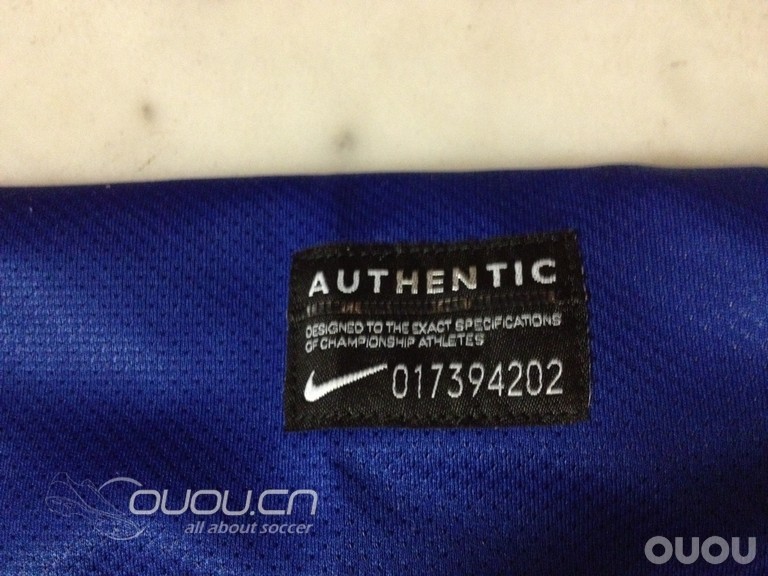 AUTHENTIC
DESIGNED TO THE EXACT SPECIFICATIONS
OF CHAMPIONSHIP ATHLETES
017394202
OUOU.CN
all about soccer
OUOU